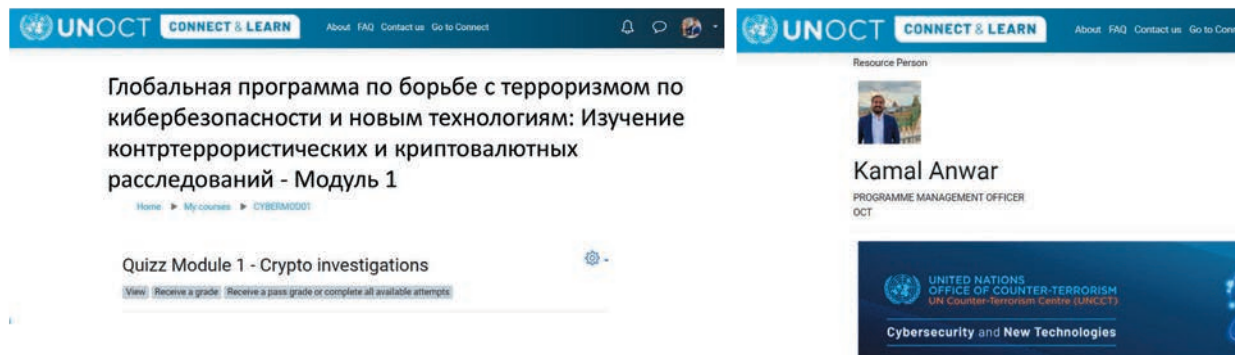 UNOCT CONNECT & LEARN About FAQ Contact us Go to Connect
Глобальная программа по борьбе с терроризмом по
кибербезопасности и новым технологиям: Изучение
контртеррористических и криптовалютных
расследований - Модуль 1
Home ▶ My courses ▶ CYBERMOD01
Quizz Module 1 - Crypto investigations
View Receive a grade Receive a pass grade or complete all available attempts
UNOCT CONNECT & LEARN About FAQ Contact us Go to Conn
Resource Person
Kamal Anwar
PROGRAMME MANAGEMENT OFFICER
OCT
UNITED NATIONS
OFFICE OF COUNTER-TERRORISM
UN Counter-Terrorism Centre (UNCCT)
Cybersecurity and New Technologies